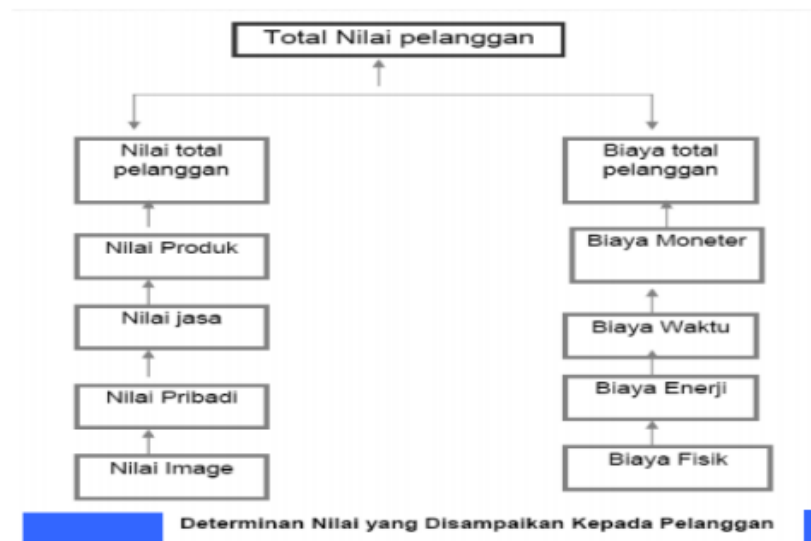 Total Nilai pelanggan
Nilai total
pelanggan
Nilai Produk
Nilai jasa
Nilai Pribadi
Nilai Image
Biaya total
pelanggan
Biaya Moneter
Biaya Waktu
Biaya Enerji
Biaya Fisik
Determinan Nilai yang Disampaikan Kepada Pelanggan